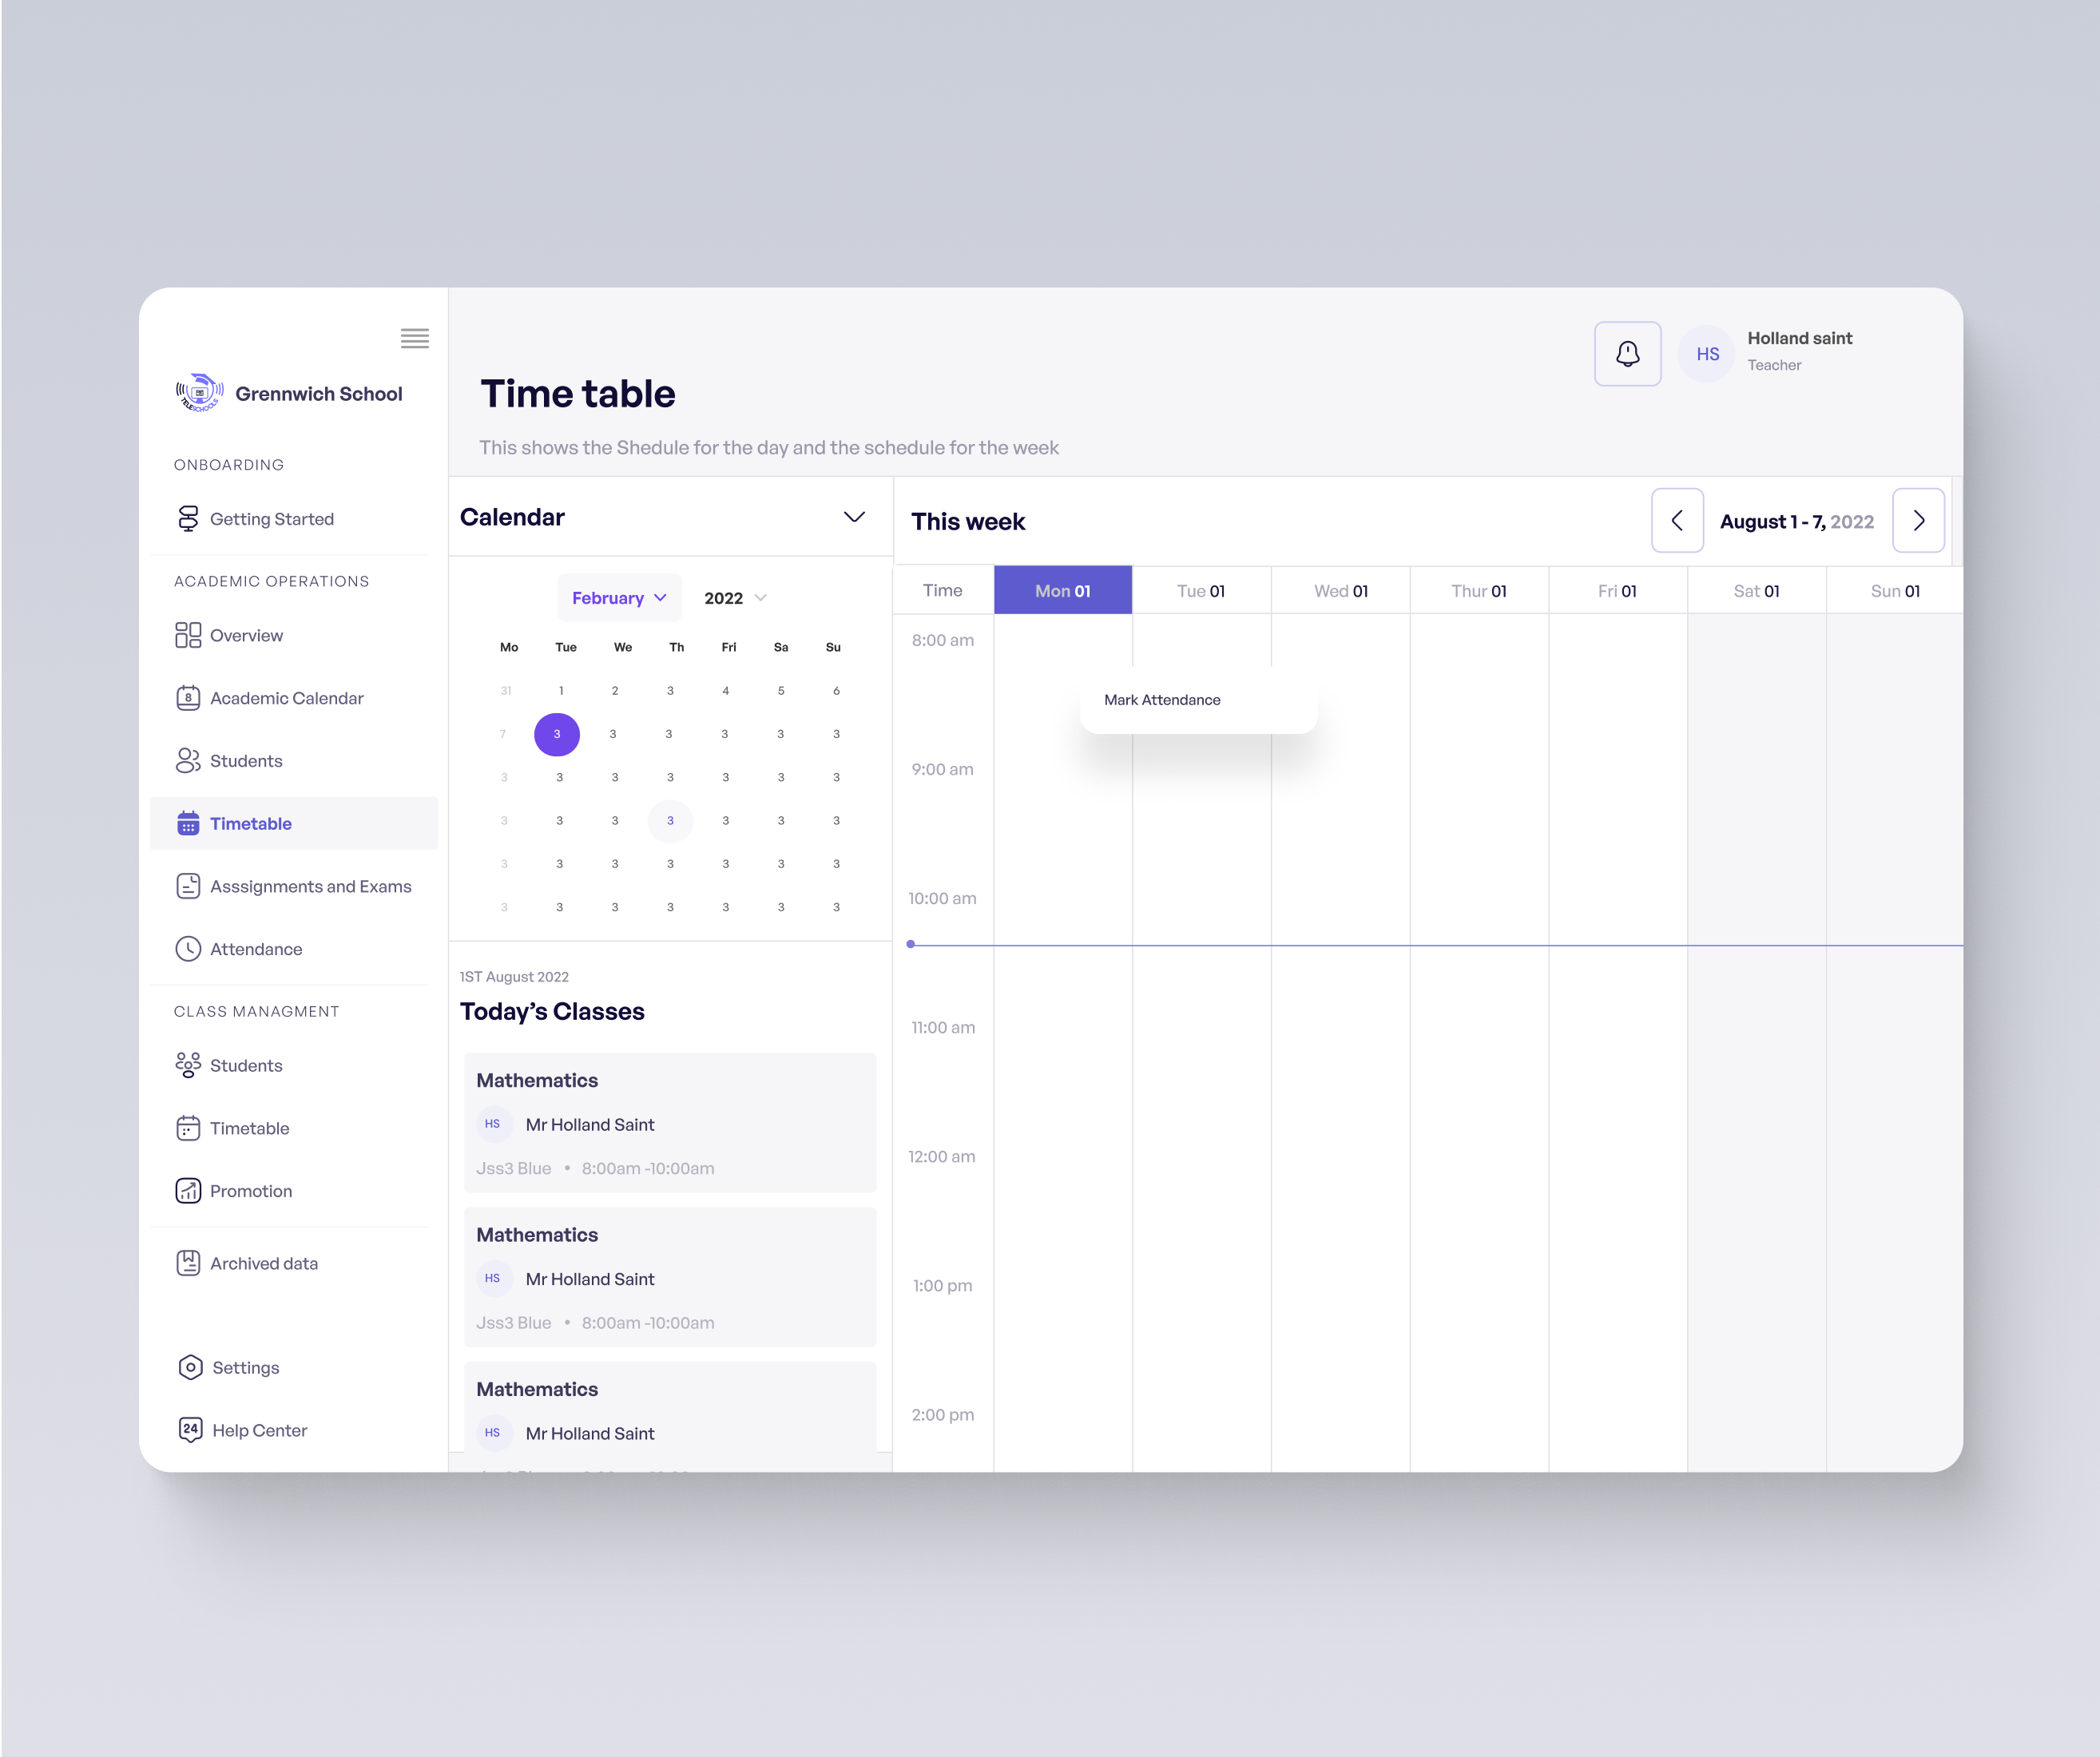 Grennwich School
TELESCHOOLS
ONBOARDING
Getting Started
ACADEMIC OPERATIONS
Overview
8
Academic Calendar
Students
Timetable
Asssignments and Exams
Attendance
CLASS MANAGMENT
Students
Timetable
Promotion
Archived data
Settings
24
Help Center
Time table
This shows the Shedule for the day and the schedule for the week
HS
Holland saint
Teacher
Calendar
February 2022
Mo Tue We Th Fri Sa Su
31 1 2 3 4 5 6
7 3 3 3 3 3 3
3 3 3 3 3 3 3
3 3 3 3 3 3 3
3 3 3 3 3 3 3
3 3 3 3 3 3 3
1ST August 2022
Today’s Classes
Mathematics
HS Mr Holland Saint
Jss3 Blue • 8:00am -10:00am
Mathematics
HS Mr Holland Saint
Jss3 Blue • 8:00am -10:00am
Mathematics
HS Mr Holland Saint
This week
August 1 - 7, 2022
Time Mon 01 Tue 01 Wed 01 Thur 01 Fri 01 Sat 01 Sun 01
8:00 am
Mark Attendance
9:00 am
10:00 am
11:00 am
12:00 am
1:00 pm
2:00 pm